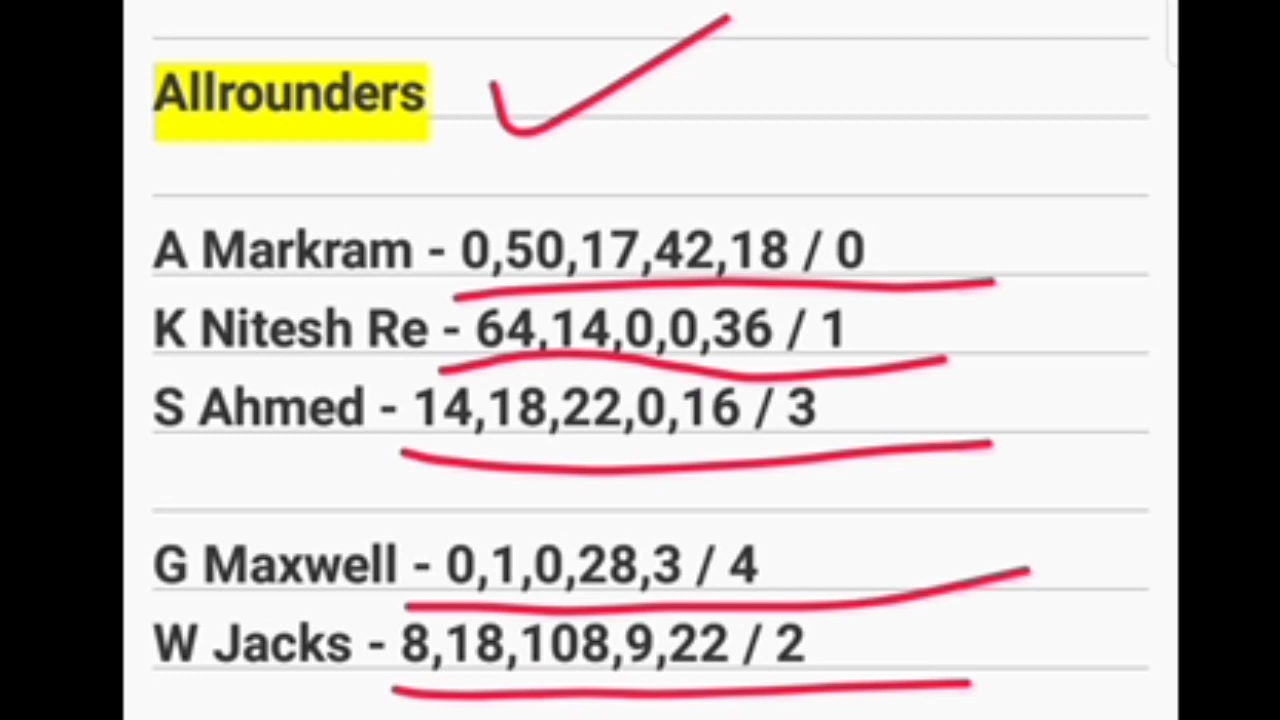 Allrounders
A Markram - 0,50,17,42,18 / 0
K Nitesh Re - 64,14,0,0,36 / 1
S Ahmed - 14,18,22,0,16 / 3
G Maxwell - 0,1,0,28,3 / 4
W Jacks - 8,18,108,9,22 / 2